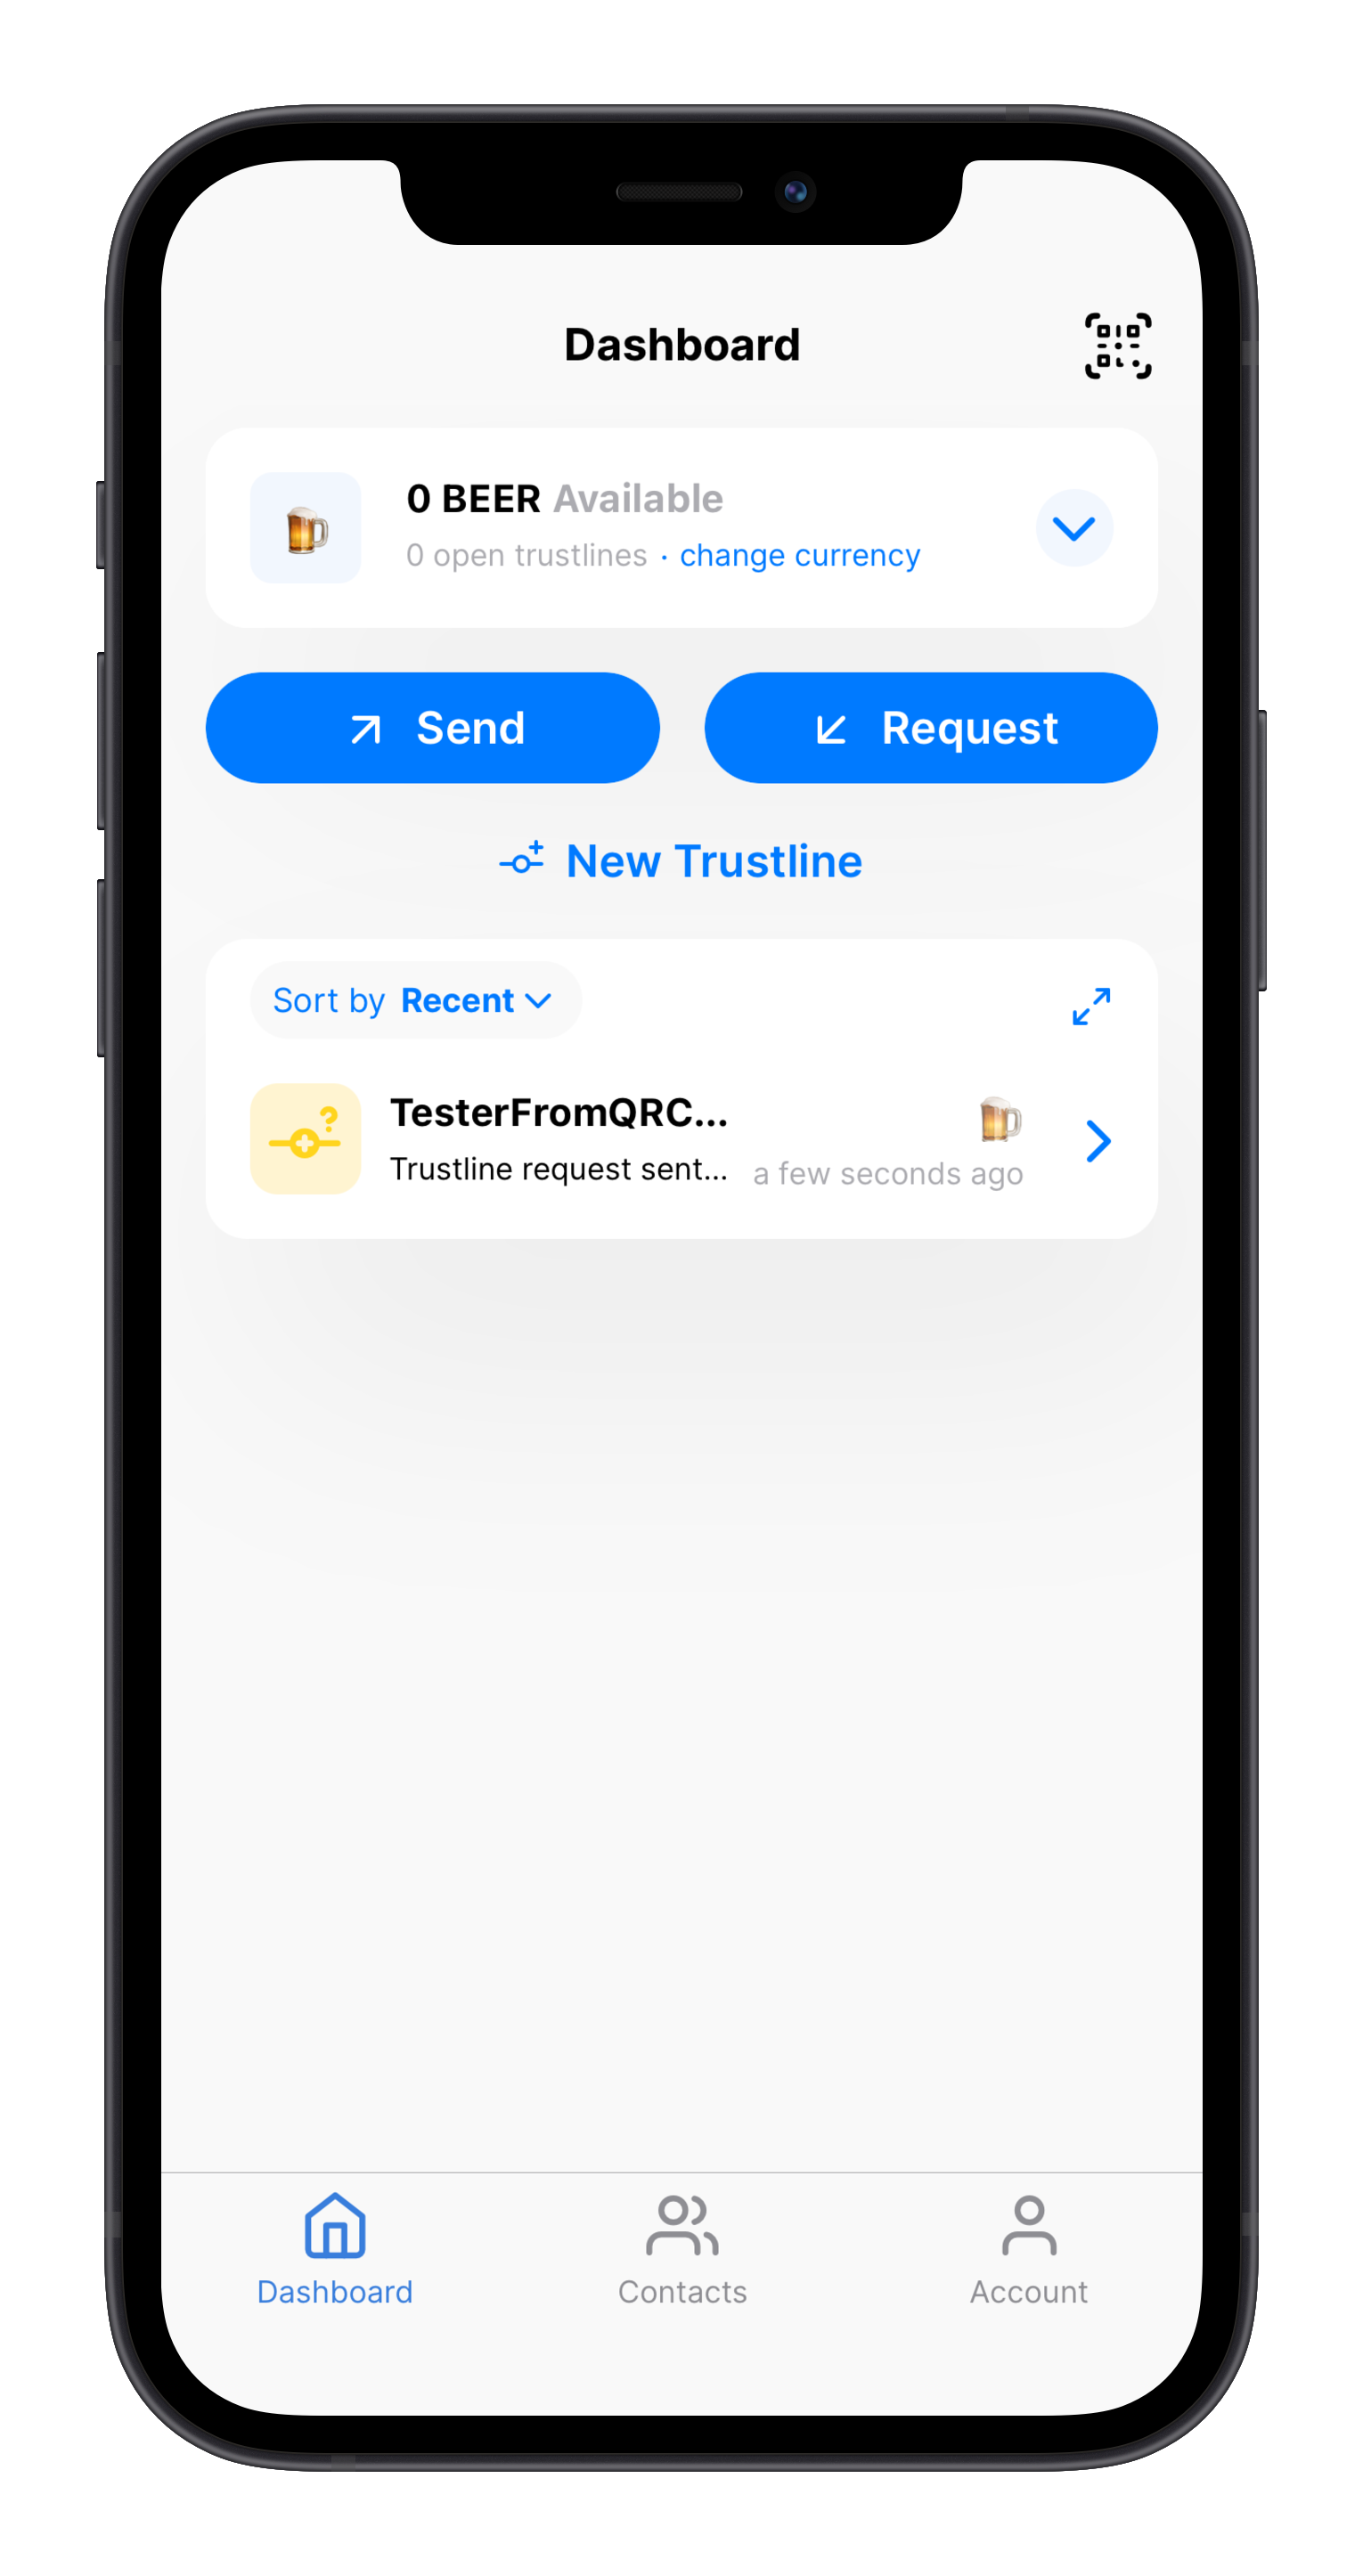 Dashboard
0 BEER Available
0 open trustlines · change currency
Send
Request
New Trustline
Sort by Recent
TesterFromQRC...
Trustline request sent... a few seconds ago
Dashboard
Contacts
Account